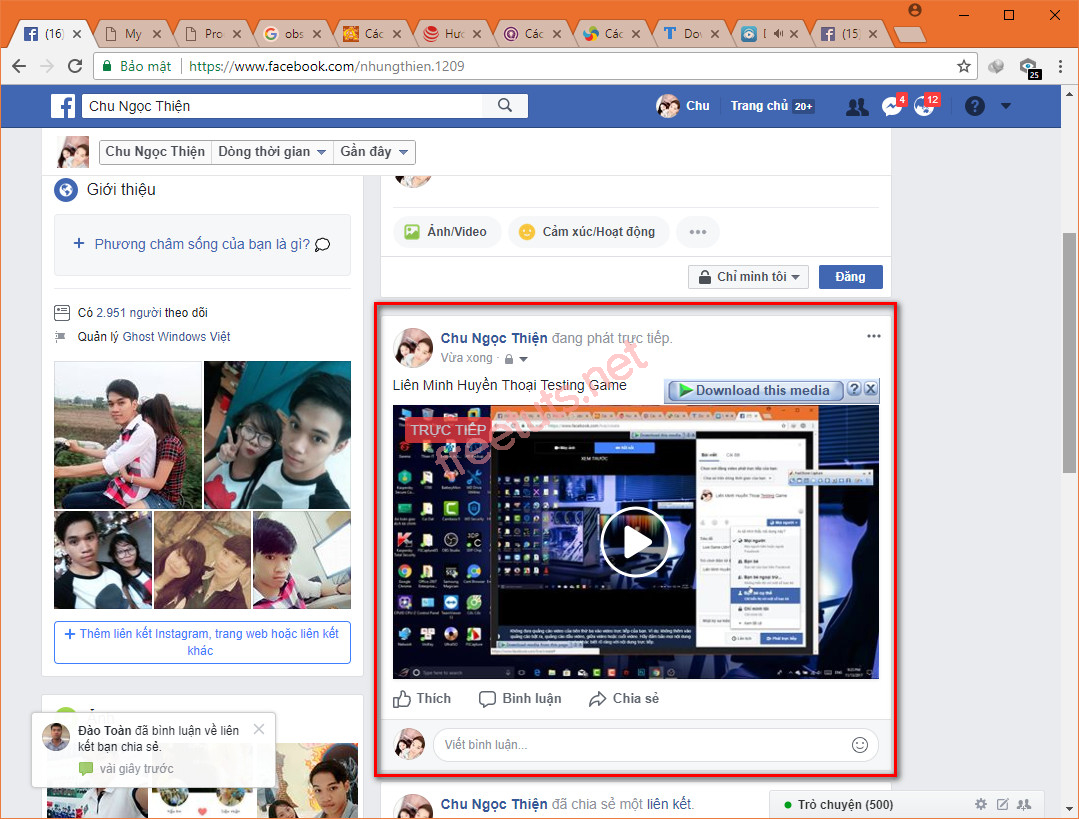 (16)
My
Pro
obs
Các
Hươ
Các
Các
Dov
(15)
Bảo mật
https://www.facebook.com/nhungthien.1209
25
Chu Ngọc Thiện
Chu
Trang chủ 20+
4
12
Chu Ngọc Thiện
Dòng thời gian
Gần đây
Giới thiệu
+ Phương châm sống của bạn là gì?
Có 2.951 người theo dõi
Quản lý Ghost Windows Việt
+ Thêm liên kết Instagram, trang web hoặc liên kết
khác
Đào Toàn đã bình luận về liên
kết bạn chia sẻ.
vài giây trước
Ảnh/Video
Cảm xúc/Hoạt động
Chỉ mình tôi
Đăng
Chu Ngọc Thiện đang phát trực tiếp.
Vừa xong
Liên Minh Huyền Thoại Testing Game
Download this media
TRỰC TIẾP
freetuts.net
Thích
Bình luận
Chia sẻ
Viết bình luận...
Chu Ngọc Thiện đã chia sẻ một liên kết.
Trò chuyện (500)